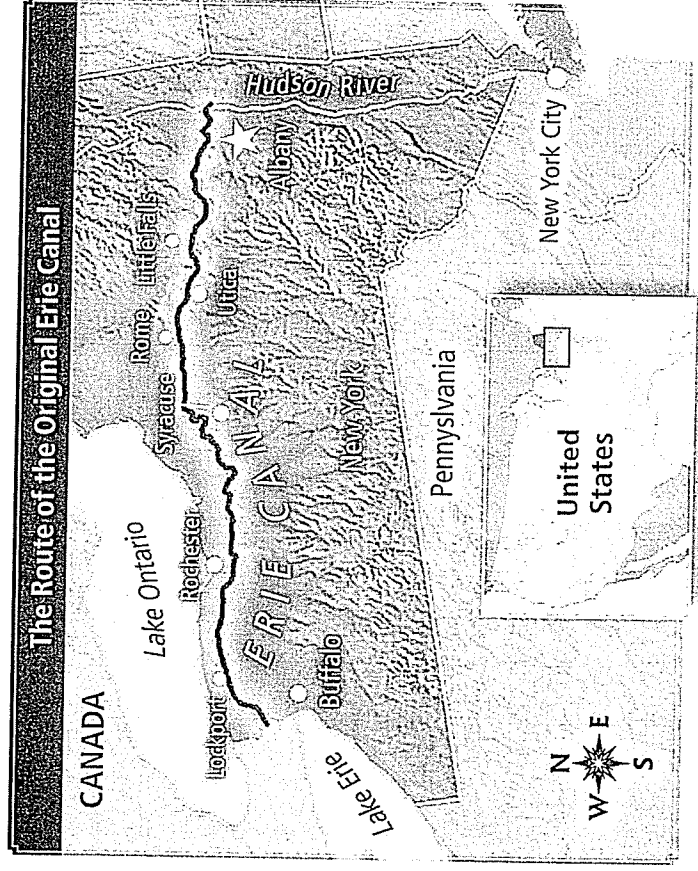 The Route of the Original Erie Canal
CANADA
Lake Ontario
Lockport
Rochester
Syracuse
Rome
Little Falls
Utica
Albany
Hudson River
ERIE CANAL
Buffalo
Lake Erie
New York
Pennyslvania
New York City
United
States
N
W E
S